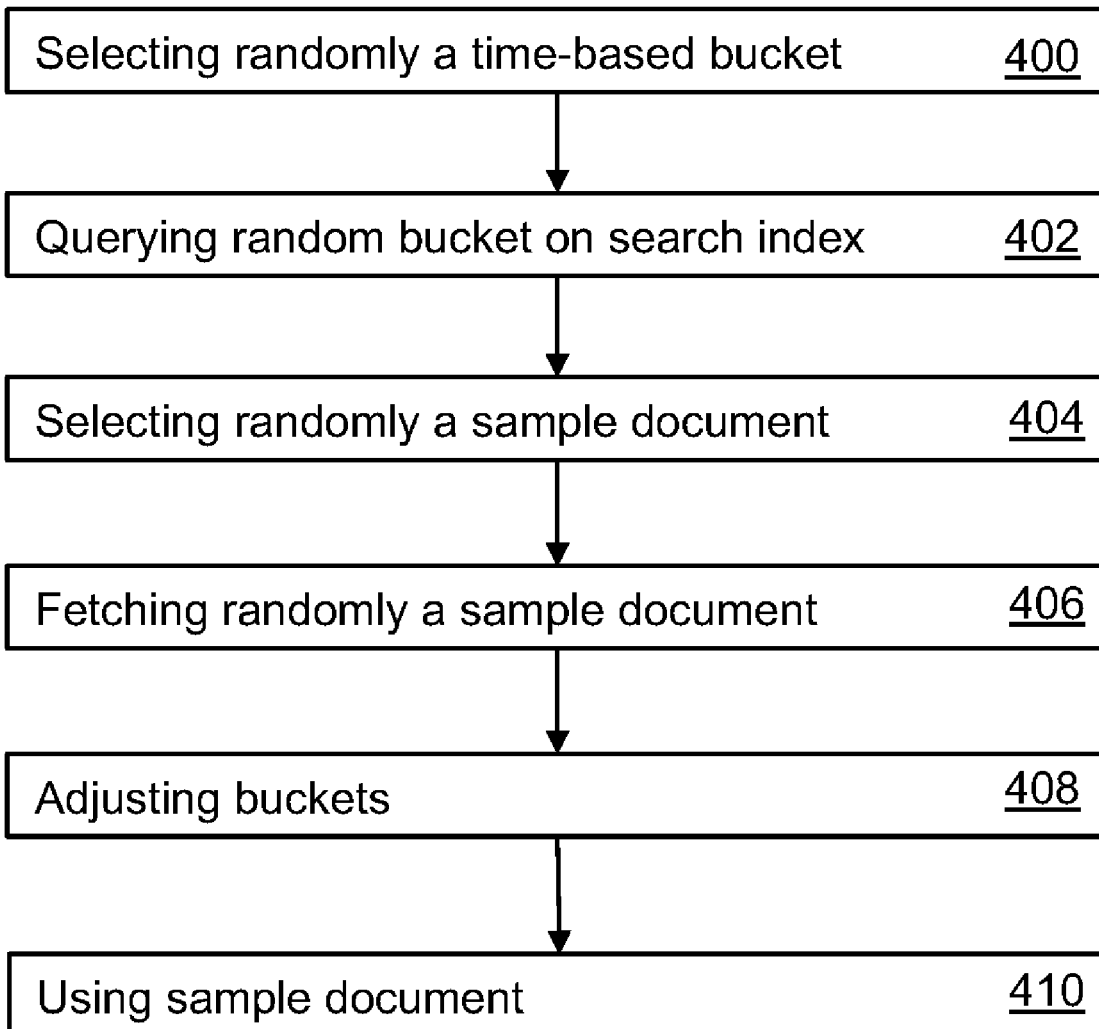 Selecting randomly a time-based bucket 400
Querying random bucket on search index 402
Selecting randomly a sample document 404
Fetching randomly a sample document 406
Adjusting buckets 408
Using sample document 410